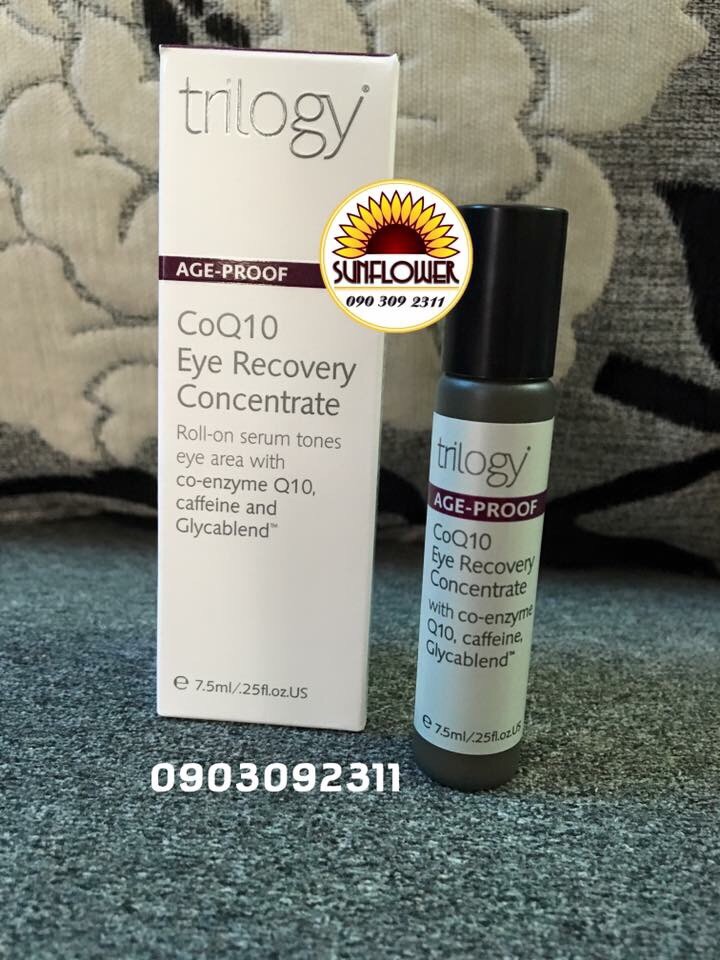 trilogy®
AGE-PROOF
CoQ10
Eye Recovery
Concentrate
Roll-on serum tones
eye area with
co-enzyme Q10,
caffeine and
Glycablend™
℮ 7.5ml/.25fl.oz.US
SUNFLOWER
090 309 2311
trilogy®
AGE-PROOF
CoQ10
Eye Recovery
Concentrate
with co-enzyme
Q10, caffeine,
Glycablend™
℮ 7.5ml/.25fl.oz.US
0903092311